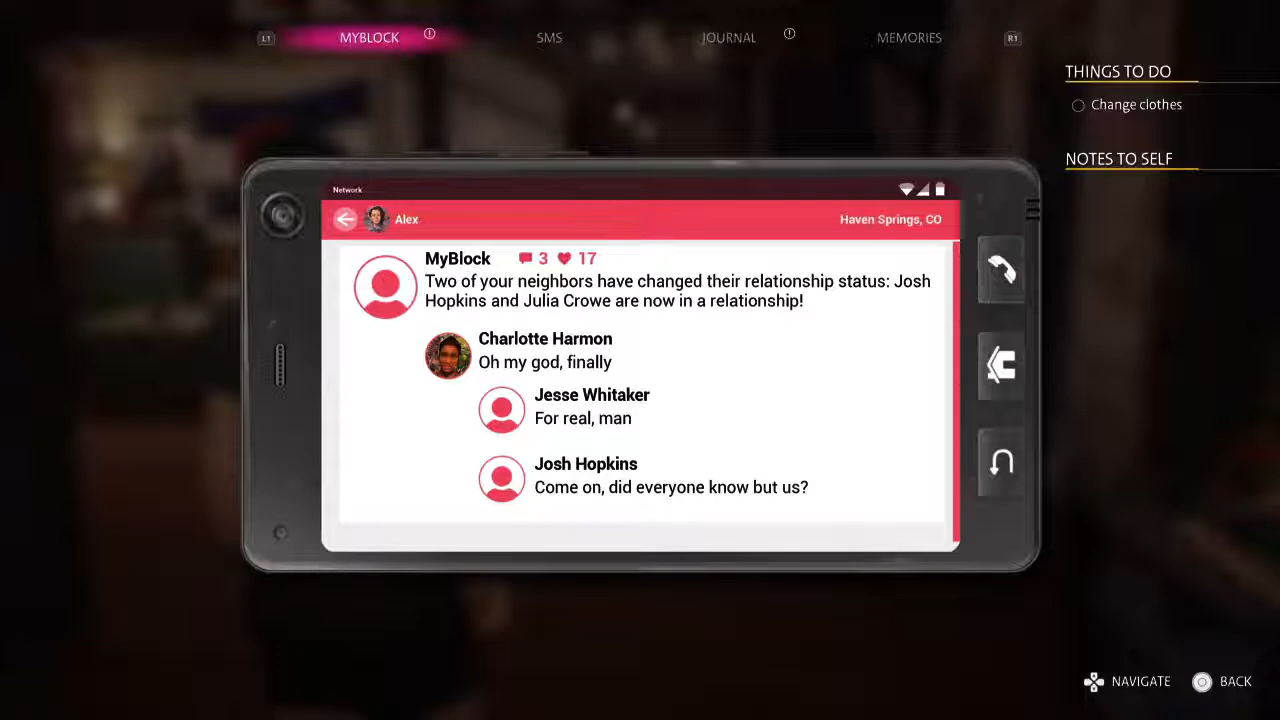 L1
MYBLOCK
SMS
JOURNAL
MEMORIES
R1
THINGS TO DO
Change clothes
NOTES TO SELF
Network
Alex
Haven Springs, CO
MyBlock 3 17
Two of your neighbors have changed their relationship status: Josh
Hopkins and Julia Crowe are now in a relationship!
Charlotte Harmon
Oh my god, finally
Jesse Whitaker
For real, man
Josh Hopkins
Come on, did everyone know but us?
NAVIGATE
BACK